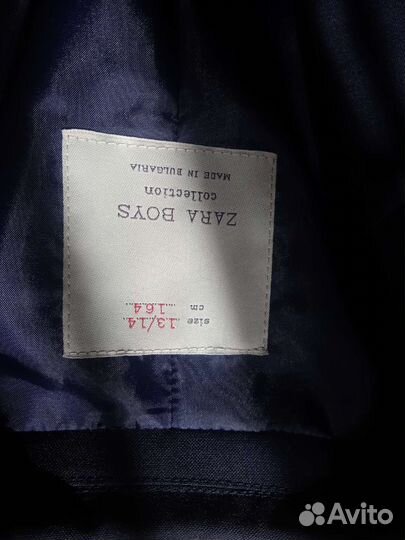 ZARA BOYS
collection
MADE IN BULGARIA
size 13/14
cm 164
Avito